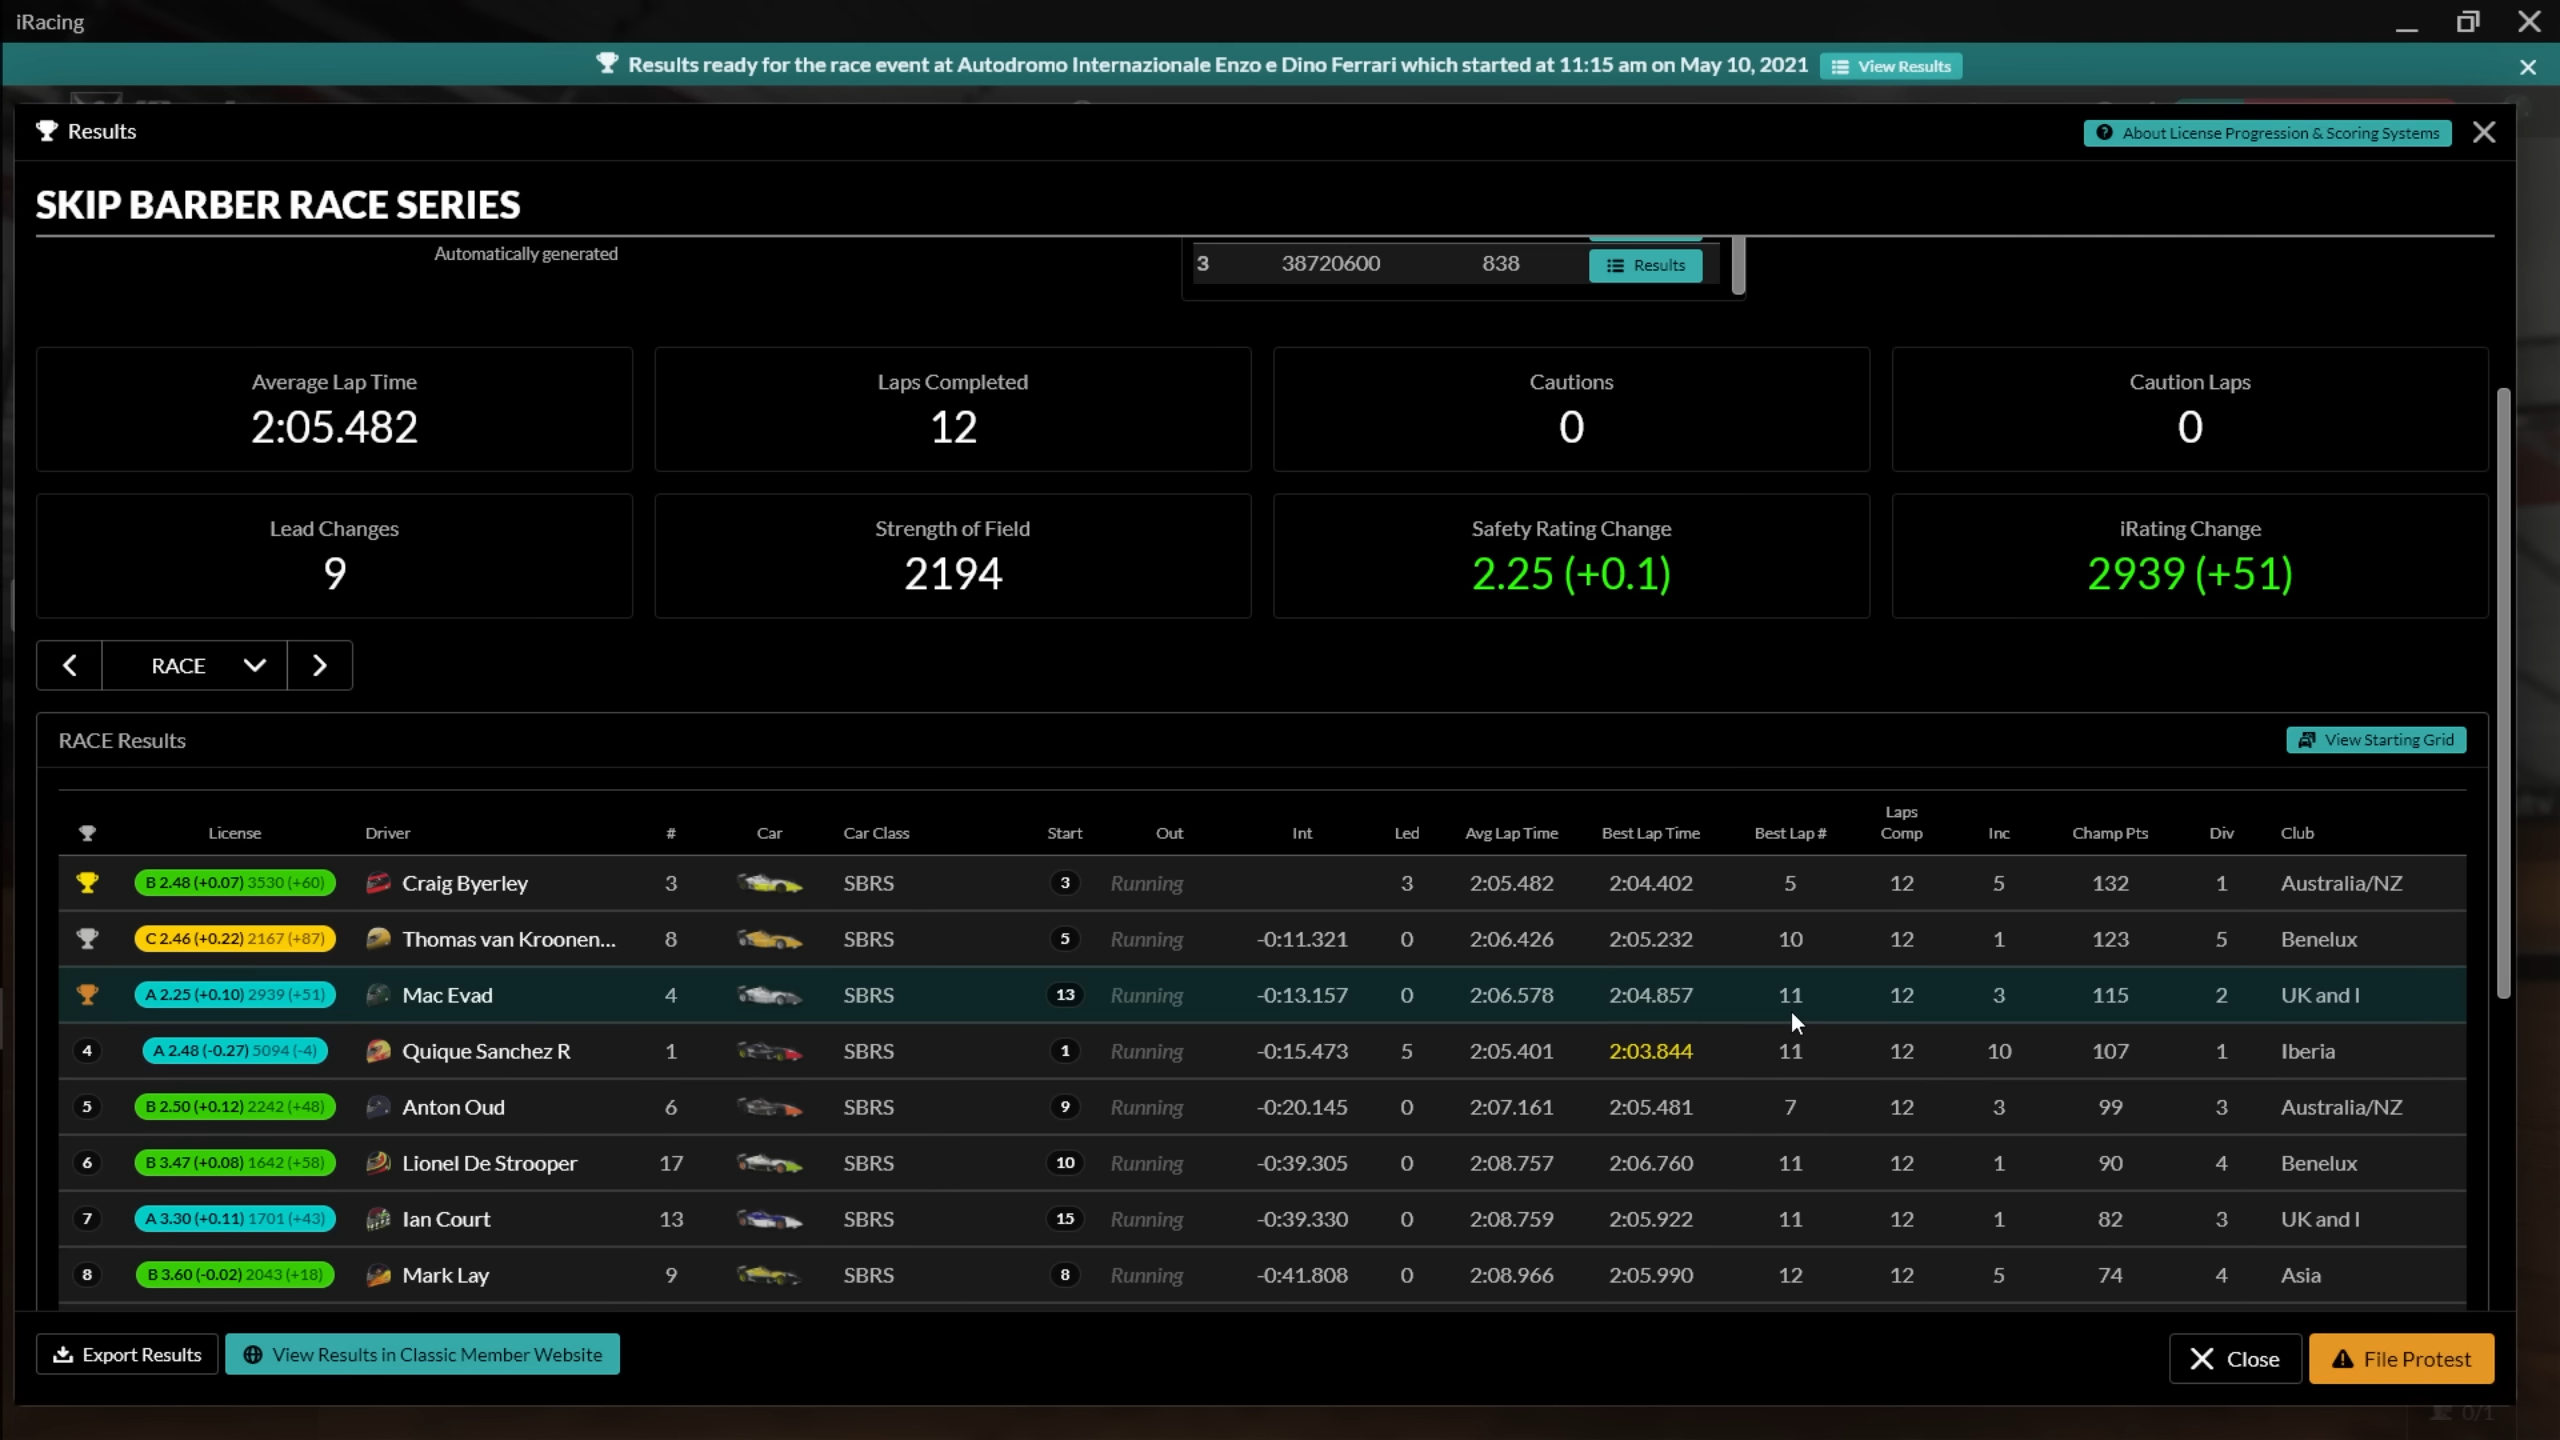 iRacing
Results ready for the race event at Autodromo Internazionale Enzo e Dino Ferrari which started at 11:15 am on May 10, 2021 View Results
Results About License Progression & Scoring Systems
SKIP BARBER RACE SERIES
Automatically generated
3 38720600 838 Results
Average Lap Time Laps Completed Cautions Caution Laps
2:05.482 12 0 0
Lead Changes Strength of Field Safety Rating Change iRating Change
9 2194 2.25 (+0.1) 2939 (+51)
RACE
RACE Results View Starting Grid
License Driver # Car Car Class Start Out Int Led Avg Lap Time Best Lap Time Best Lap # Laps Comp Inc Champ Pts Div Club
B 2.48 (+0.07) 3530 (+60) Craig Byerley 3 SBRS 3 Running 3 2:05.482 2:04.402 5 12 5 132 1 Australia/NZ
C 2.46 (+0.22) 2167 (+87) Thomas van Kroonen... 8 SBRS 5 Running -0:11.321 0 2:06.426 2:05.232 10 12 1 123 5 Benelux
A 2.25 (+0.10) 2939 (+51) Mac Evad 4 SBRS 13 Running -0:13.157 0 2:06.578 2:04.857 11 12 3 115 2 UK and I
4 A 2.48 (-0.27) 5094 (-4) Quique Sanchez R 1 SBRS 1 Running -0:15.473 5 2:05.401 2:03.844 11 12 10 107 1 Iberia
5 B 2.50 (+0.12) 2242 (+48) Anton Oud 6 SBRS 9 Running -0:20.145 0 2:07.161 2:05.481 7 12 3 99 3 Australia/NZ
6 B 3.47 (+0.08) 1642 (+58) Lionel De Strooper 17 SBRS 10 Running -0:39.305 0 2:08.757 2:06.760 11 12 1 90 4 Benelux
7 A 3.30 (+0.11) 1701 (+43) Ian Court 13 SBRS 15 Running -0:39.330 0 2:08.759 2:05.922 11 12 1 82 3 UK and I
8 B 3.60 (-0.02) 2043 (+18) Mark Lay 9 SBRS 8 Running -0:41.808 0 2:08.966 2:05.990 12 12 5 74 4 Asia
Export Results View Results in Classic Member Website Close File Protest
0/1